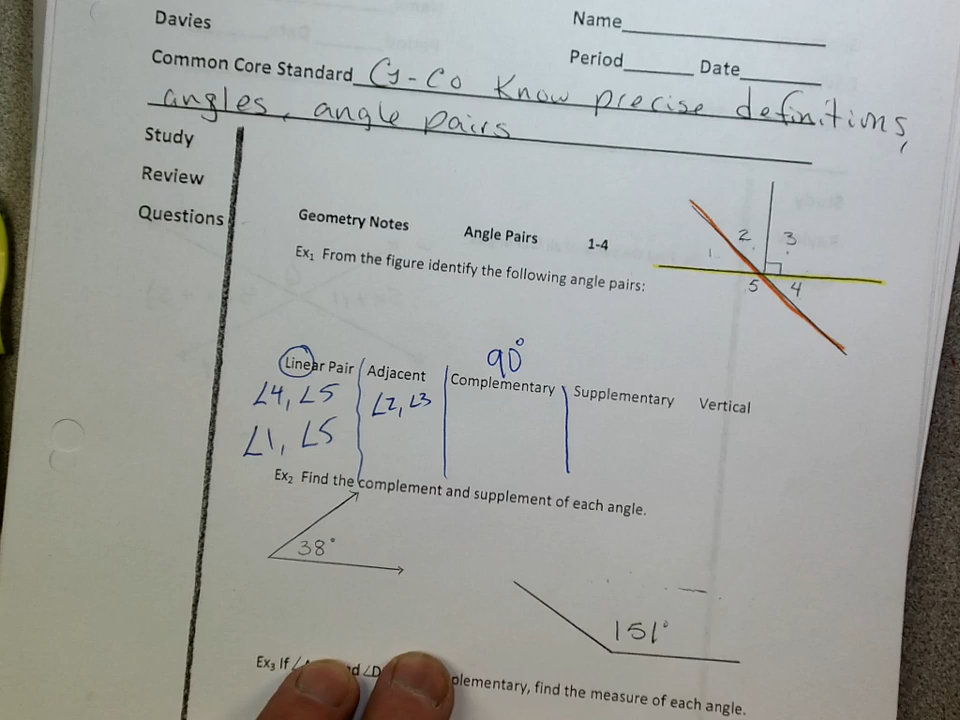 Davies
Name
Period Date
Common Core Standard G-CO Know precise definitions,
angles, angle pairs
Study
Review
Questions
Geometry Notes Angle Pairs 1-4
Ex1 From the figure identify the following angle pairs:
1 2 3
5 4
90°
Linear Pair Adjacent Complementary Supplementary Vertical
∠4, ∠5 ∠2, ∠3
∠1, ∠5
Ex2 Find the complement and supplement of each angle.
38°
151°
Ex3 If plementary, find the measure of each angle.